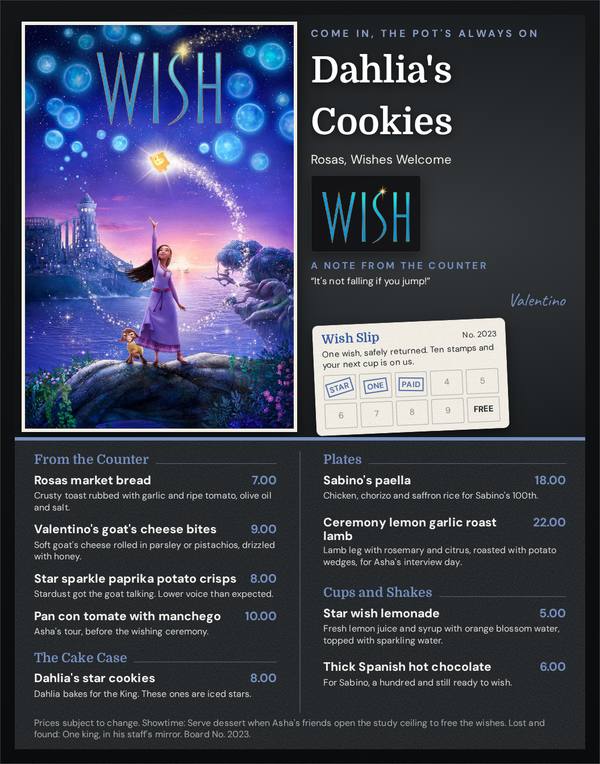 WISH
COME IN, THE POT'S ALWAYS ON
Dahlia's
Cookies
Rosas, Wishes Welcome
WISH
A NOTE FROM THE COUNTER
“It's not falling if you jump!”
Valentino
Wish Slip
No. 2023
One wish, safely returned. Ten stamps and
your next cup is on us.
STAR
ONE
PAID
4
5
6
7
8
9
FREE
From the Counter
Rosas market bread 7.00
Crusty toast rubbed with garlic and ripe tomato, olive oil
and salt.
Valentino's goat's cheese bites 9.00
Soft goat's cheese rolled in parsley or pistachios, drizzled
with honey.
Star sparkle paprika potato crisps 8.00
Stardust got the goat talking. Lower voice than expected.
Pan con tomate with manchego 10.00
Asha's tour, before the wishing ceremony.
The Cake Case
Dahlia's star cookies 8.00
Dahlia bakes for the King. These ones are iced stars.
Plates
Sabino's paella 18.00
Chicken, chorizo and saffron rice for Sabino's 100th.
Ceremony lemon garlic roast 22.00
lamb
Lamb leg with rosemary and citrus, roasted with potato
wedges, for Asha's interview day.
Cups and Shakes
Star wish lemonade 5.00
Fresh lemon juice and syrup with orange blossom water,
topped with sparkling water.
Thick Spanish hot chocolate 6.00
For Sabino, a hundred and still ready to wish.
Prices subject to change. Showtime: Serve dessert when Asha's friends open the study ceiling to free the wishes. Lost and
found: One king, in his staff's mirror. Board No. 2023.